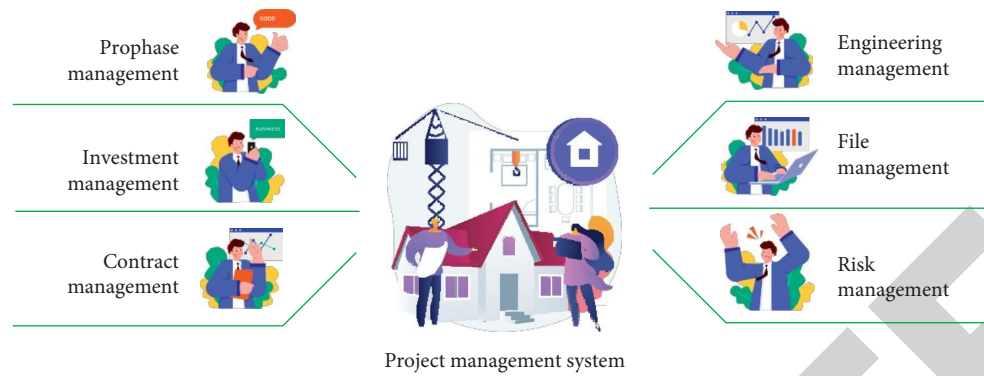 Prophase
management
GOOD
Investment
management
BUSINESS
Contract
management
Engineering
management
File
management
Risk
management
Project management system